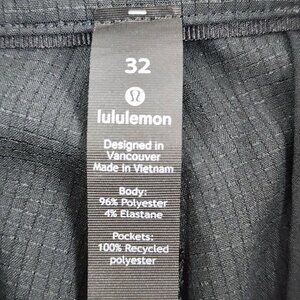 32
lululemon
Designed in
Vancouver
Made in Vietnam
Body:
96% Polyester
4% Elastane
Pockets:
100% Recycled
polyester